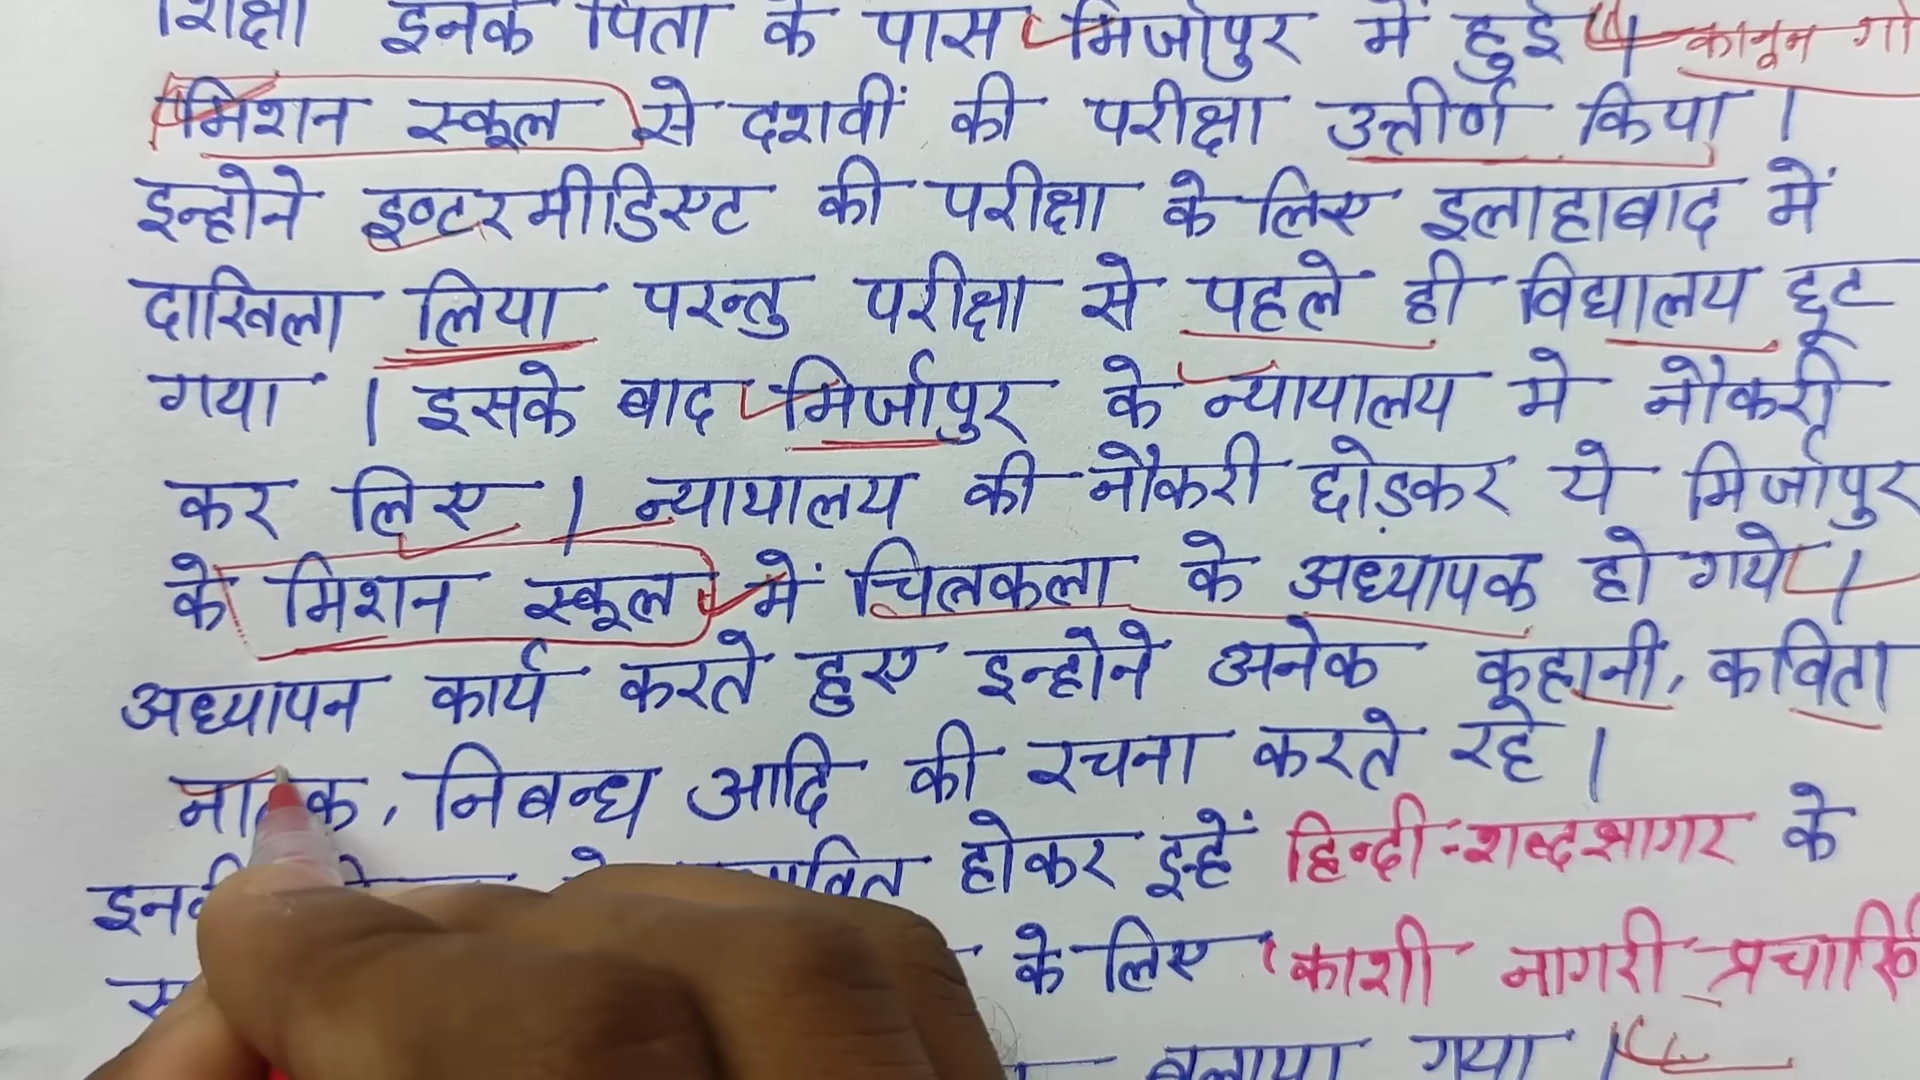 शिक्षा इनके पिता के पास मिर्जापुर में हुई । कानून गो
मिशन स्कूल से दशवीं की परीक्षा उत्तीर्ण किया ।
इन्होने इण्टरमीडिएट की परीक्षा के लिए इलाहाबाद में
दाखिला लिया परन्तु परीक्षा से पहले ही विद्यालय छूट
गया । इसके बाद मिर्जापुर के न्यायालय मे नौकरी
कर लिए । न्यायालय की नौकरी छोड़कर ये मिर्जापुर
के मिशन स्कूल में चित्रकला के अध्यापक हो गये ।
अध्यापन कार्य करते हुए इन्होने अनेक कहानी, कविता
नाटक, निबन्ध आदि की रचना करते रहे ।
होकर इन्हें हिन्दी-शब्दसागर के
के लिए 'काशी नागरी प्रचारिणी
बुलाया गया ।